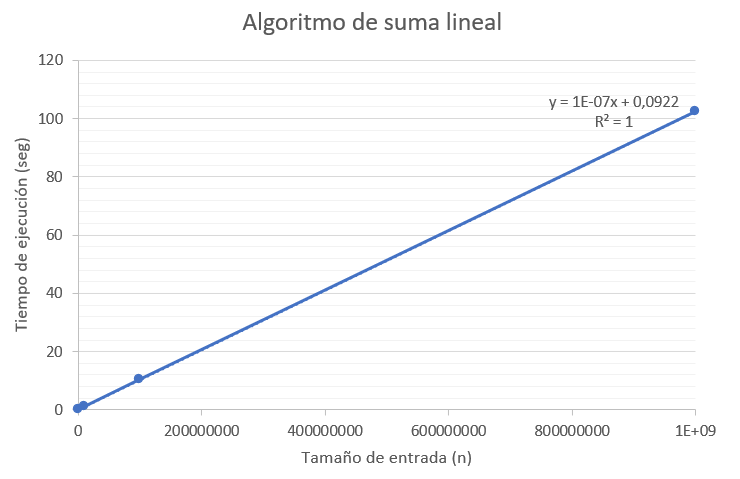 Algoritmo de suma lineal
120
100
80
60
40
20
0
Tiempo de ejecución (seg)
y = 1E-07x + 0,0922
R² = 1
0 200000000 400000000 600000000 800000000 1E+09
Tamaño de entrada (n)